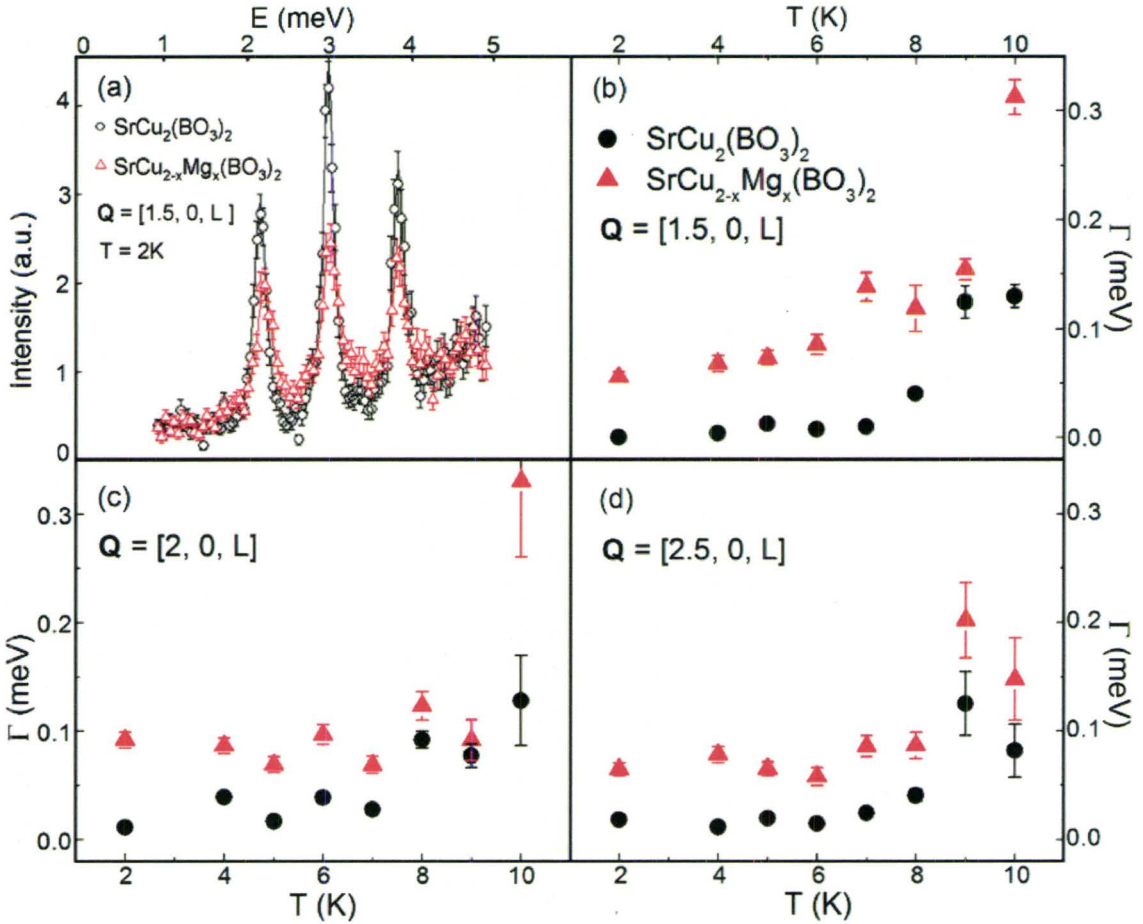 E (meV)
0 1 2 3 4 5
T (K)
2 4 6 8 10
(a)
SrCu2(BO3)2
SrCu2-xMgx(BO3)2
Q = [1.5, 0, L ]
T = 2K
Intensity (a.u.)
4
3
2
1
0
(b)
SrCu2(BO3)2
SrCu2-xMgx(BO3)2
Q = [1.5, 0, L]
0.3
0.2
0.1
0.0
Γ (meV)
(c)
Q = [2, 0, L]
0.3
0.2
0.1
0.0
Γ (meV)
2 4 6 8 10
T (K)
(d)
Q = [2.5, 0, L]
0.3
0.2
0.1
0.0
Γ (meV)
2 4 6 8 10
T (K)